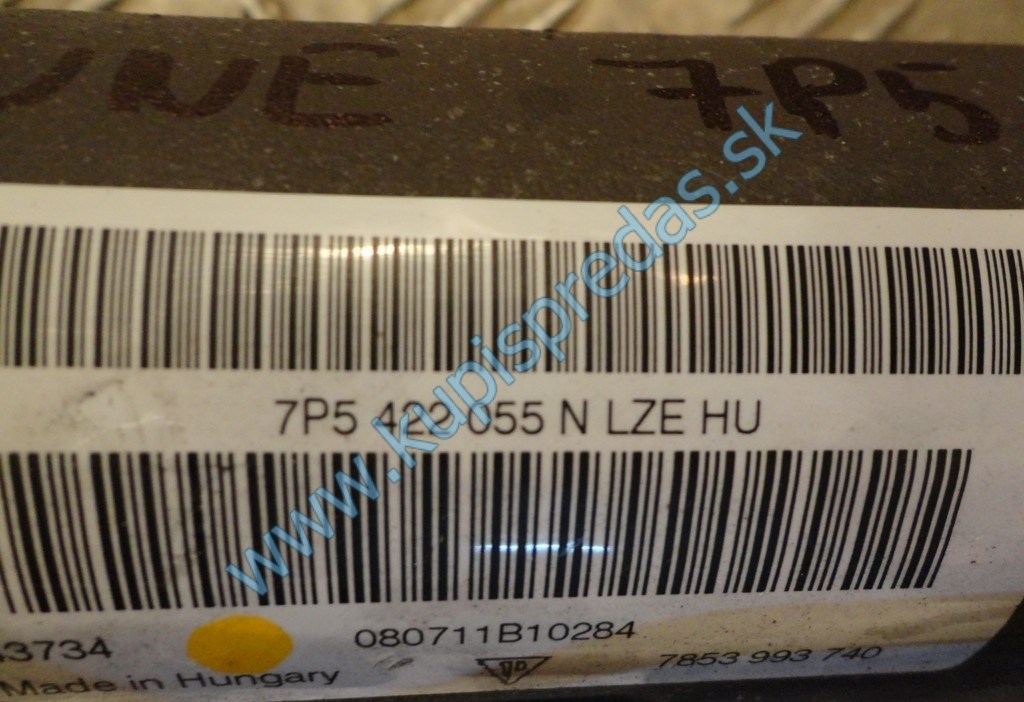 UNE 7P5
www.kupispredas.sk
7P5 422 055 N LZE HU
3734
080711B10284
7853 993 740
Made in Hungary